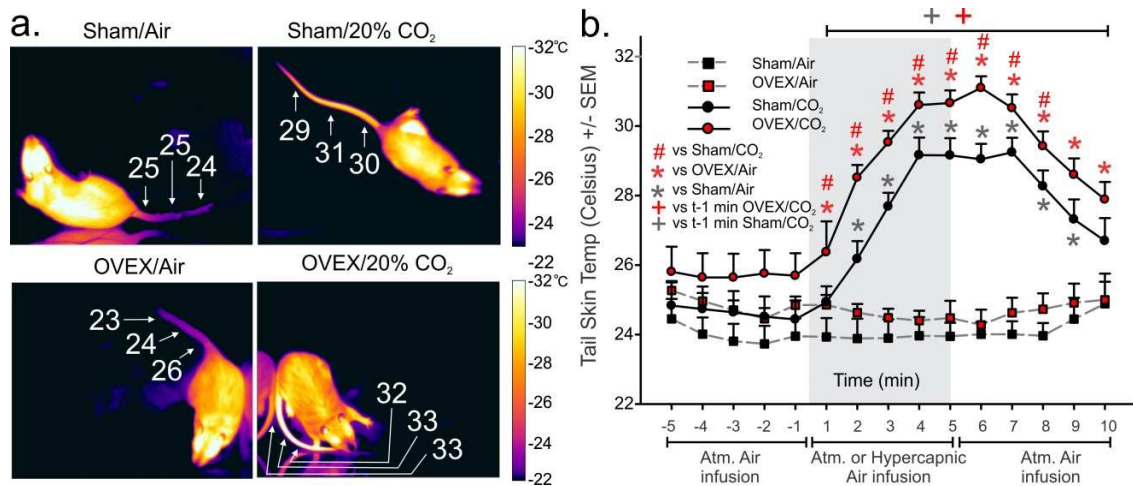 a.
Sham/Air
Sham/20% CO₂
25
25
24
29
31
30
-32℃
-30
-28
-26
-24
-22
OVEX/Air
OVEX/20% CO₂
23
24
26
32
33
33
-32℃
-30
-28
-26
-24
-22
b.
Tail Skin Temp (Celsius) +/- SEM
32
30
28
26
24
22
+ +
Sham/Air
OVEX/Air
Sham/CO₂
OVEX/CO₂
# vs Sham/CO₂
* vs OVEX/Air
* vs Sham/Air
+ vs t-1 min OVEX/CO₂
+ vs t-1 min Sham/CO₂
# # # # # # # #
* * * * * * * * * *
* * * * * * * *
Time (min)
-5 -4 -3 -2 -1 1 2 3 4 5 6 7 8 9 10
Atm. Air
infusion
Atm. or Hypercapnic
Air infusion
Atm. Air
infusion